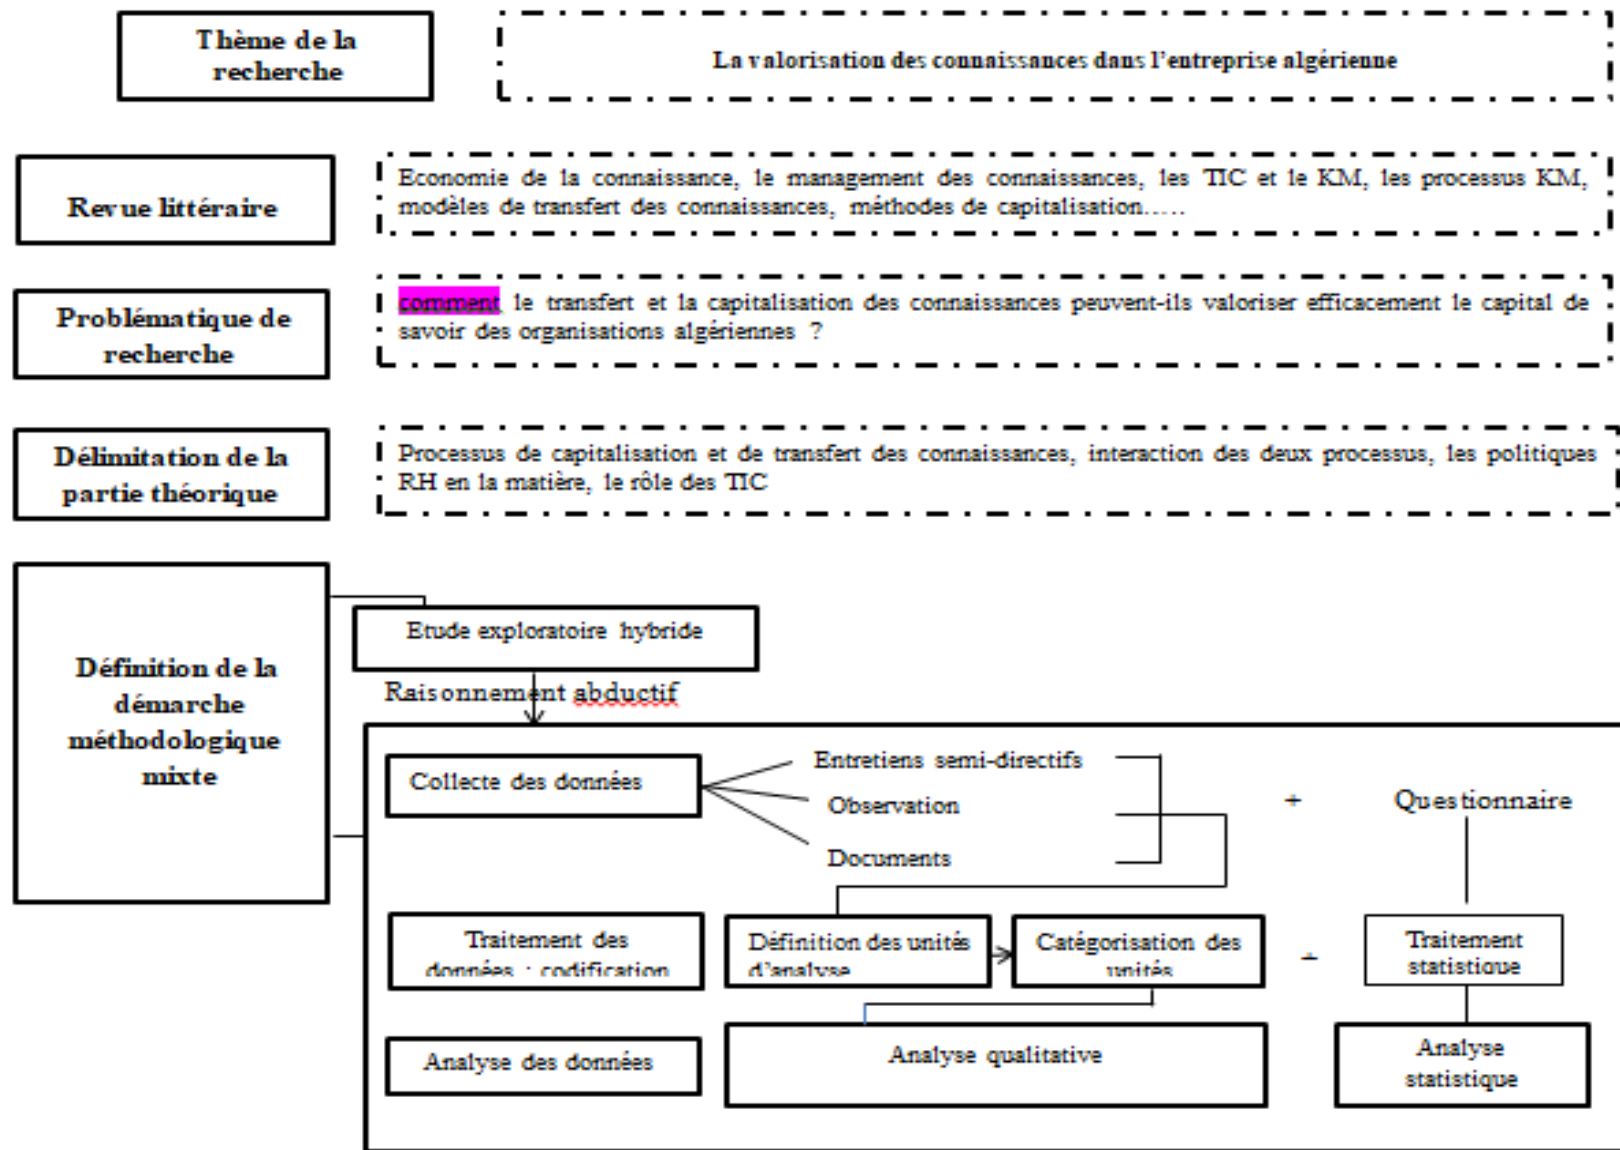 Thème de la
recherche
La valorisation des connaissances dans l'entreprise algérienne
Revue littéraire
Economie de la connaissance, le management des connaissances, les TIC et le KM, les processus KM,
modèles de transfert des connaissances, méthodes de capitalisation.....
Problématique de
recherche
comment le transfert et la capitalisation des connaissances peuvent-ils valoriser efficacement le capital de
savoir des organisations algériennes ?
Délimitation de la
partie théorique
Processus de capitalisation et de transfert des connaissances, interaction des deux processus, les politiques
RH en la matière, le rôle des TIC
Définition de la
démarche
méthodologique
mixte
Etude exploratoire hybride
Raisonnement abductif
Collecte des données
Entretiens semi-directifs
Observation
Documents
+
Questionnaire
Traitement des
données : codification
Définition des unités
d'analyse
Catégorisation des
unités
+
Traitement
statistique
Analyse des données
Analyse qualitative
Analyse
statistique